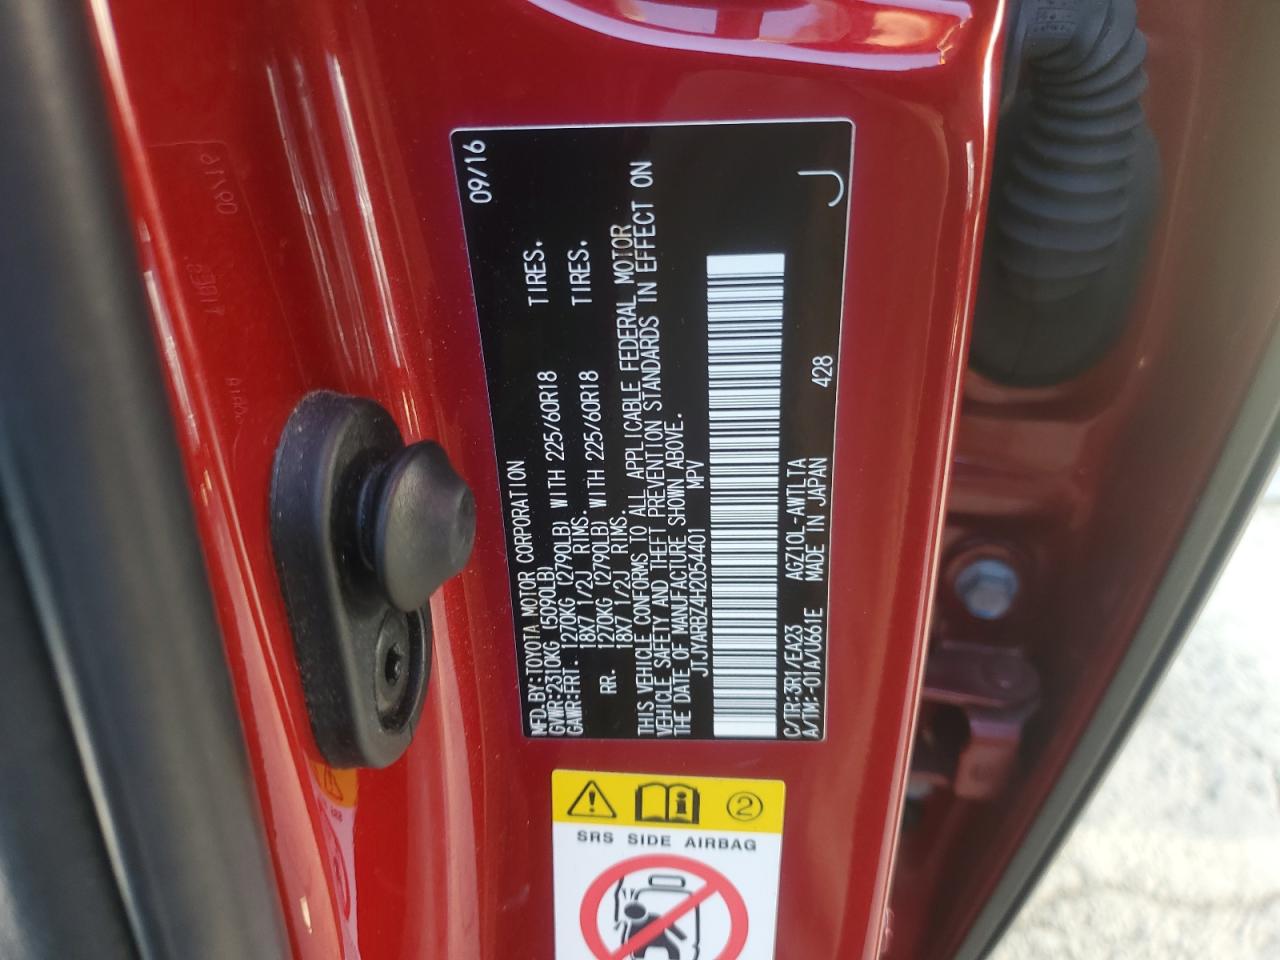 09/16
MFD.BY:TOYOTA MOTOR CORPORATION
GVWR:2310KG (5090LB)
GAWR:FRT. 1270KG (2790LB) WITH 225/60R18 TIRES.
18X7 1/2J RIMS.
RR. 1270KG (2790LB) WITH 225/60R18 TIRES.
18X7 1/2J RIMS.
THIS VEHICLE CONFORMS TO ALL APPLICABLE FEDERAL MOTOR
VEHICLE SAFETY AND THEFT PREVENTION STANDARDS IN EFFECT ON
THE DATE OF MANUFACTURE SHOWN ABOVE.
JTJYARBZ4H2054401 MPV
C/TR:3R1/EA23 AGZ10L-AWTLTA 428
A/TM:-01A/U661E MADE IN JAPAN
J
2
SRS SIDE AIRBAG